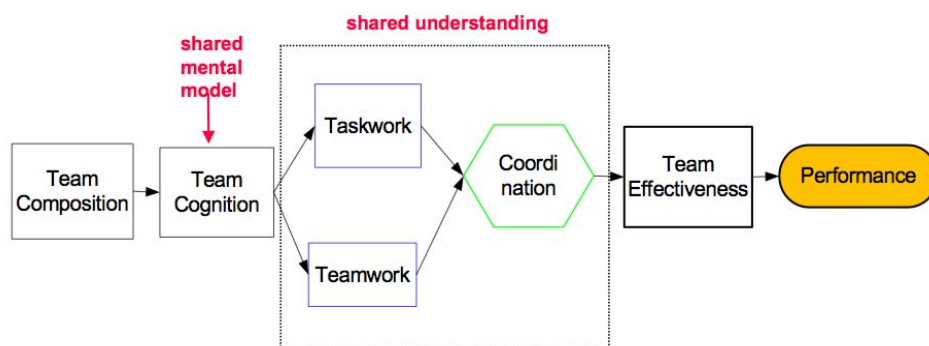 shared understanding
shared
mental
model
Team
Composition
Team
Cognition
Taskwork
Teamwork
Coordi
nation
Team
Effectiveness
Performance